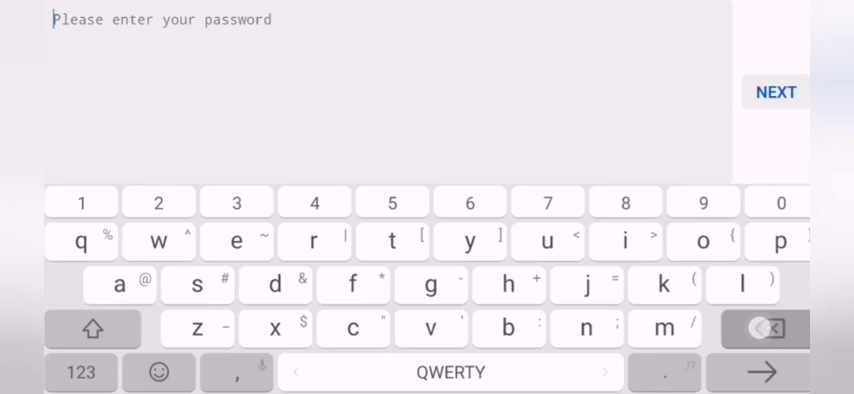 Please enter your password
NEXT
1 2 3 4 5 6 7 8 9 0
q % w ^ e ~ r | t [ y ] u < i > o { p
a @ s # d & f * g - h + j = k ( l )
z _ x $ c " v ' b : n ; m /
123 , < QWERTY > . .!?